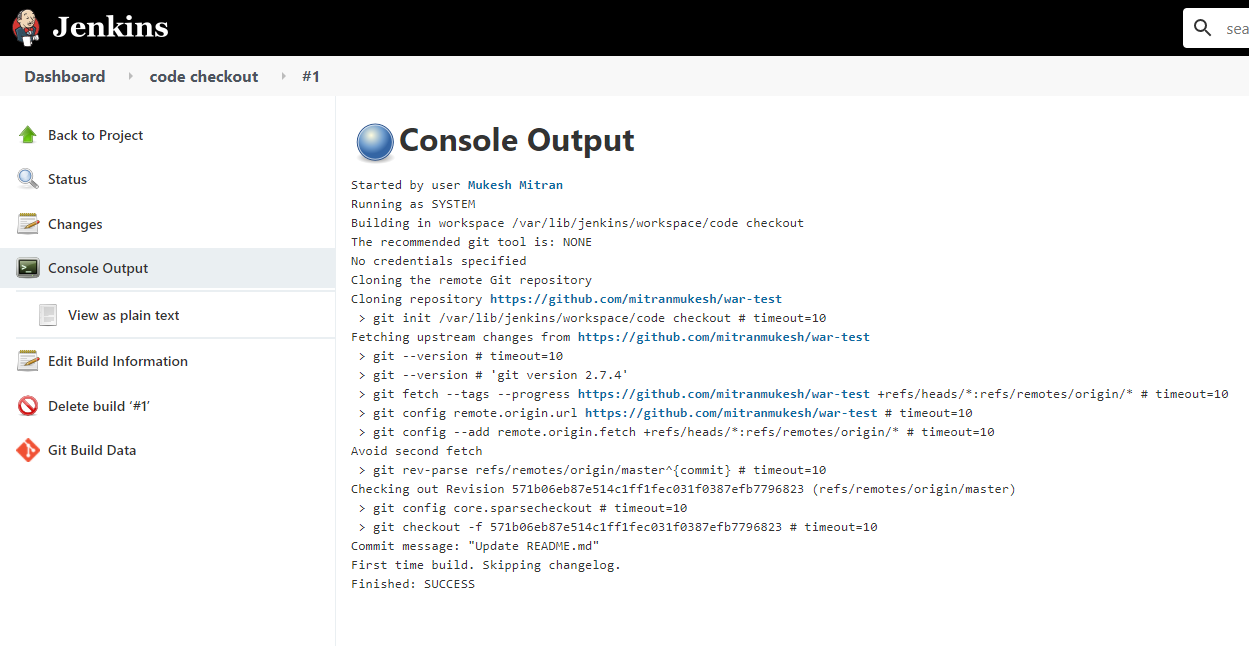 Jenkins
sea
Dashboard code checkout #1
Back to Project
Status
Changes
Console Output
View as plain text
Edit Build Information
Delete build ‘#1’
Git Build Data
Console Output
Started by user Mukesh Mitran
Running as SYSTEM
Building in workspace /var/lib/jenkins/workspace/code checkout
The recommended git tool is: NONE
No credentials specified
Cloning the remote Git repository
Cloning repository https://github.com/mitranmukesh/war-test
 > git init /var/lib/jenkins/workspace/code checkout # timeout=10
Fetching upstream changes from https://github.com/mitranmukesh/war-test
 > git --version # timeout=10
 > git --version # 'git version 2.7.4'
 > git fetch --tags --progress https://github.com/mitranmukesh/war-test +refs/heads/*:refs/remotes/origin/* # timeout=10
 > git config remote.origin.url https://github.com/mitranmukesh/war-test # timeout=10
 > git config --add remote.origin.fetch +refs/heads/*:refs/remotes/origin/* # timeout=10
Avoid second fetch
 > git rev-parse refs/remotes/origin/master^{commit} # timeout=10
Checking out Revision 571b06eb87e514c1ff1fec031f0387efb7796823 (refs/remotes/origin/master)
 > git config core.sparsecheckout # timeout=10
 > git checkout -f 571b06eb87e514c1ff1fec031f0387efb7796823 # timeout=10
Commit message: "Update README.md"
First time build. Skipping changelog.
Finished: SUCCESS